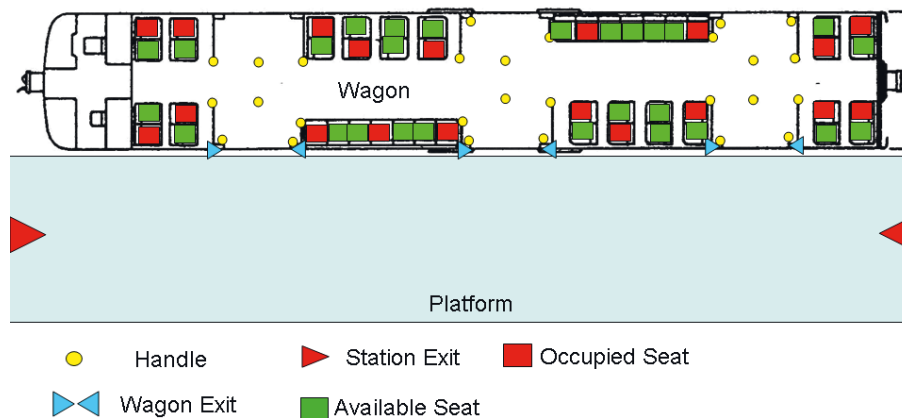 Wagon
Platform
Handle
Station Exit
Occupied Seat
Wagon Exit
Available Seat